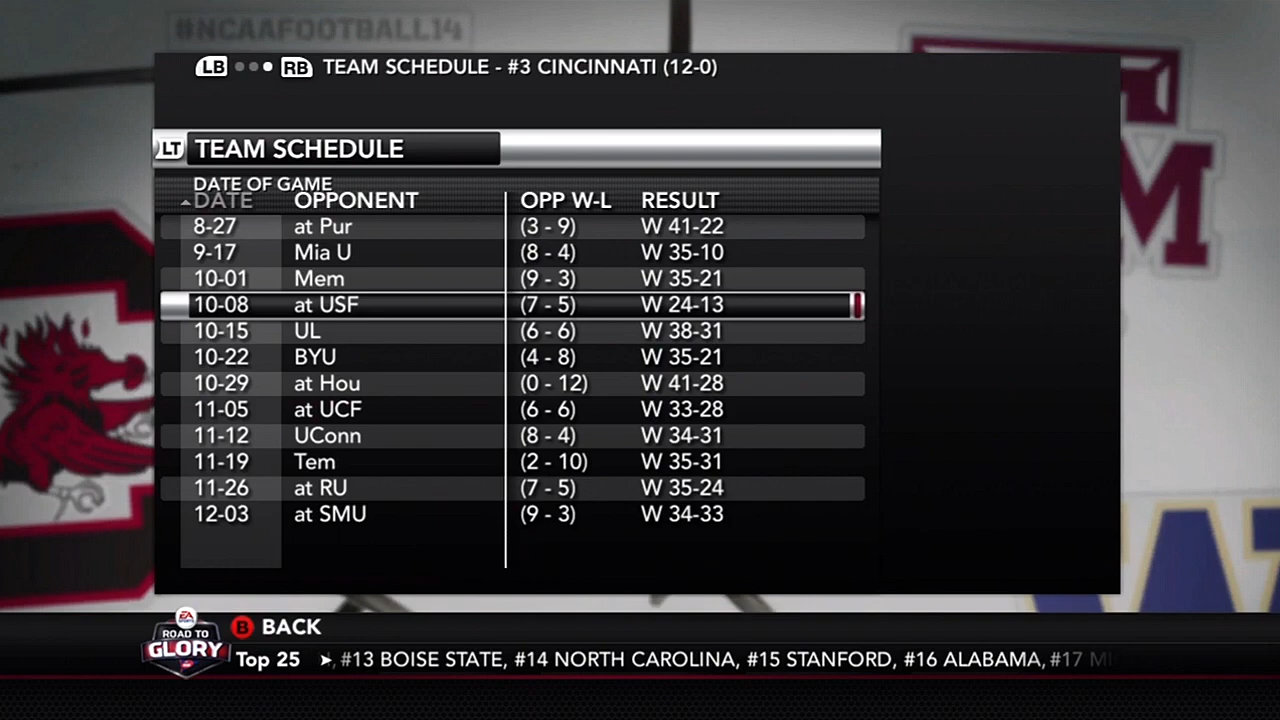 #NCAAFOOTBALL14
LB RB TEAM SCHEDULE - #3 CINCINNATI (12-0)
LT TEAM SCHEDULE
DATE OF GAME
DATE OPPONENT OPP W-L RESULT
8-27 at Pur (3 - 9) W 41-22
9-17 Mia U (8 - 4) W 35-10
10-01 Mem (9 - 3) W 35-21
10-08 at USF (7 - 5) W 24-13
10-15 UL (6 - 6) W 38-31
10-22 BYU (4 - 8) W 35-21
10-29 at Hou (0 - 12) W 41-28
11-05 at UCF (6 - 6) W 33-28
11-12 UConn (8 - 4) W 34-31
11-19 Tem (2 - 10) W 35-31
11-26 at RU (7 - 5) W 35-24
12-03 at SMU (9 - 3) W 34-33
EA SPORTS
ROAD TO GLORY
B BACK
Top 25 , #13 BOISE STATE, #14 NORTH CAROLINA, #15 STANFORD, #16 ALABAMA, #17